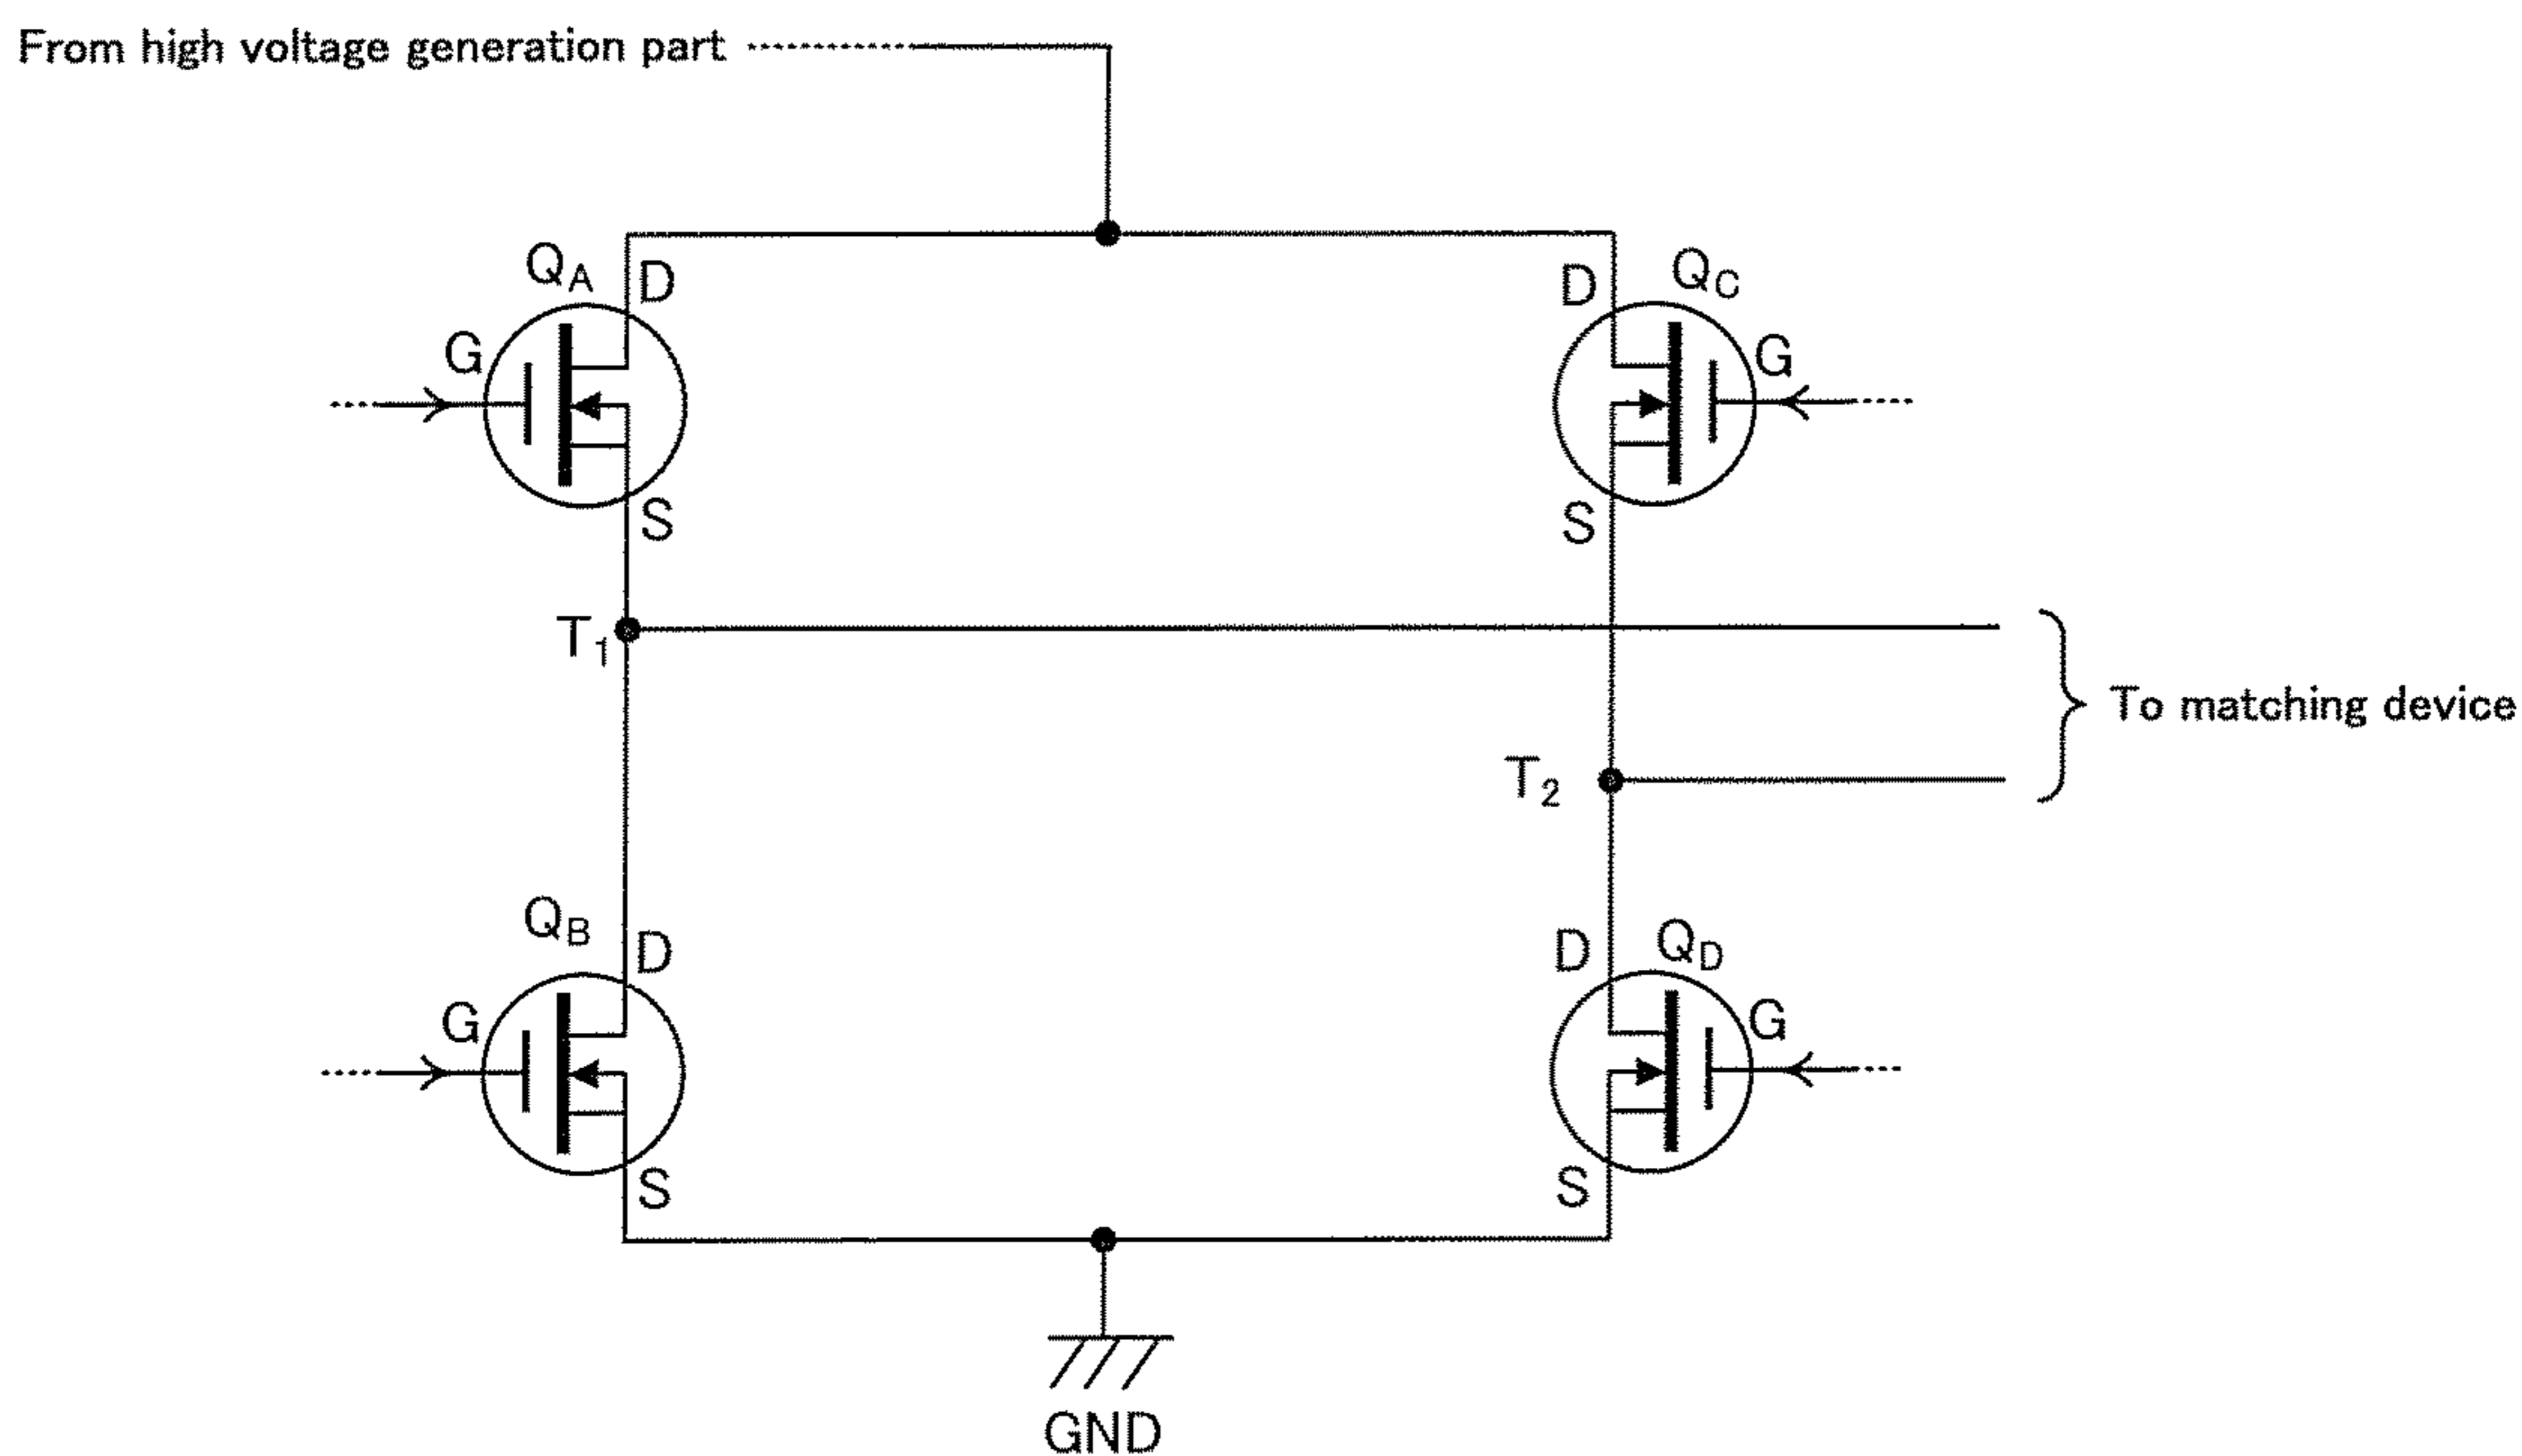 From high voltage generation part
QA
D
D
QC
G
G
S
S
T1
To matching device
T2
QB
D
D
QD
G
G
S
S
GND